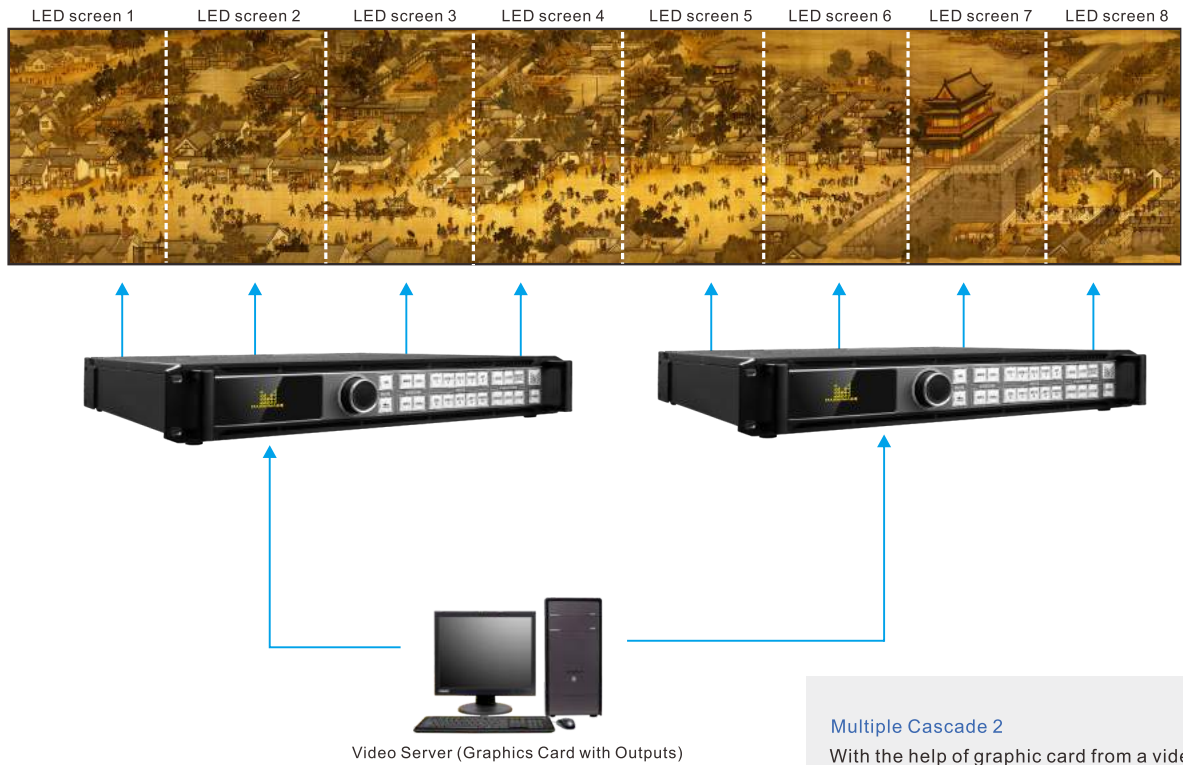 LED screen 1
LED screen 2
LED screen 3
LED screen 4
LED screen 5
LED screen 6
LED screen 7
LED screen 8
Video Server (Graphics Card with Outputs)
Multiple Cascade 2
With the help of graphic card from a vide